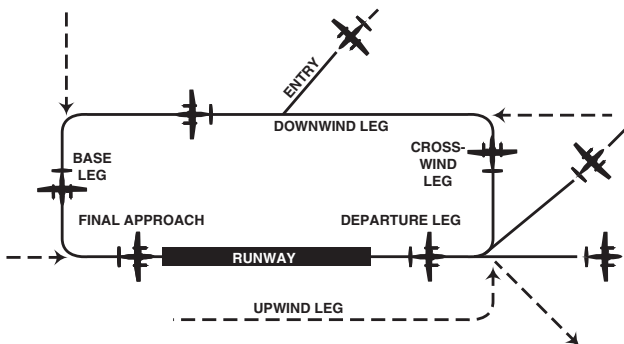 ENTRY
DOWNWIND LEG
BASE
LEG
CROSS-
WIND
LEG
FINAL APPROACH
DEPARTURE LEG
RUNWAY
UPWIND LEG